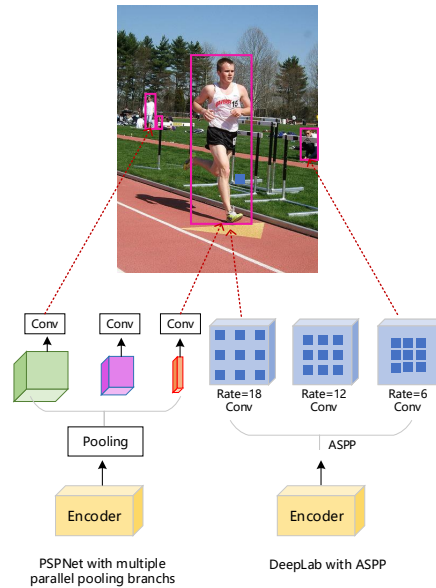 15
Conv
Conv
Conv
Rate=18
Conv
Rate=12
Conv
Rate=6
Conv
Pooling
ASPP
Encoder
Encoder
PSPNet with multiple
parallel pooling branchs
DeepLab with ASPP